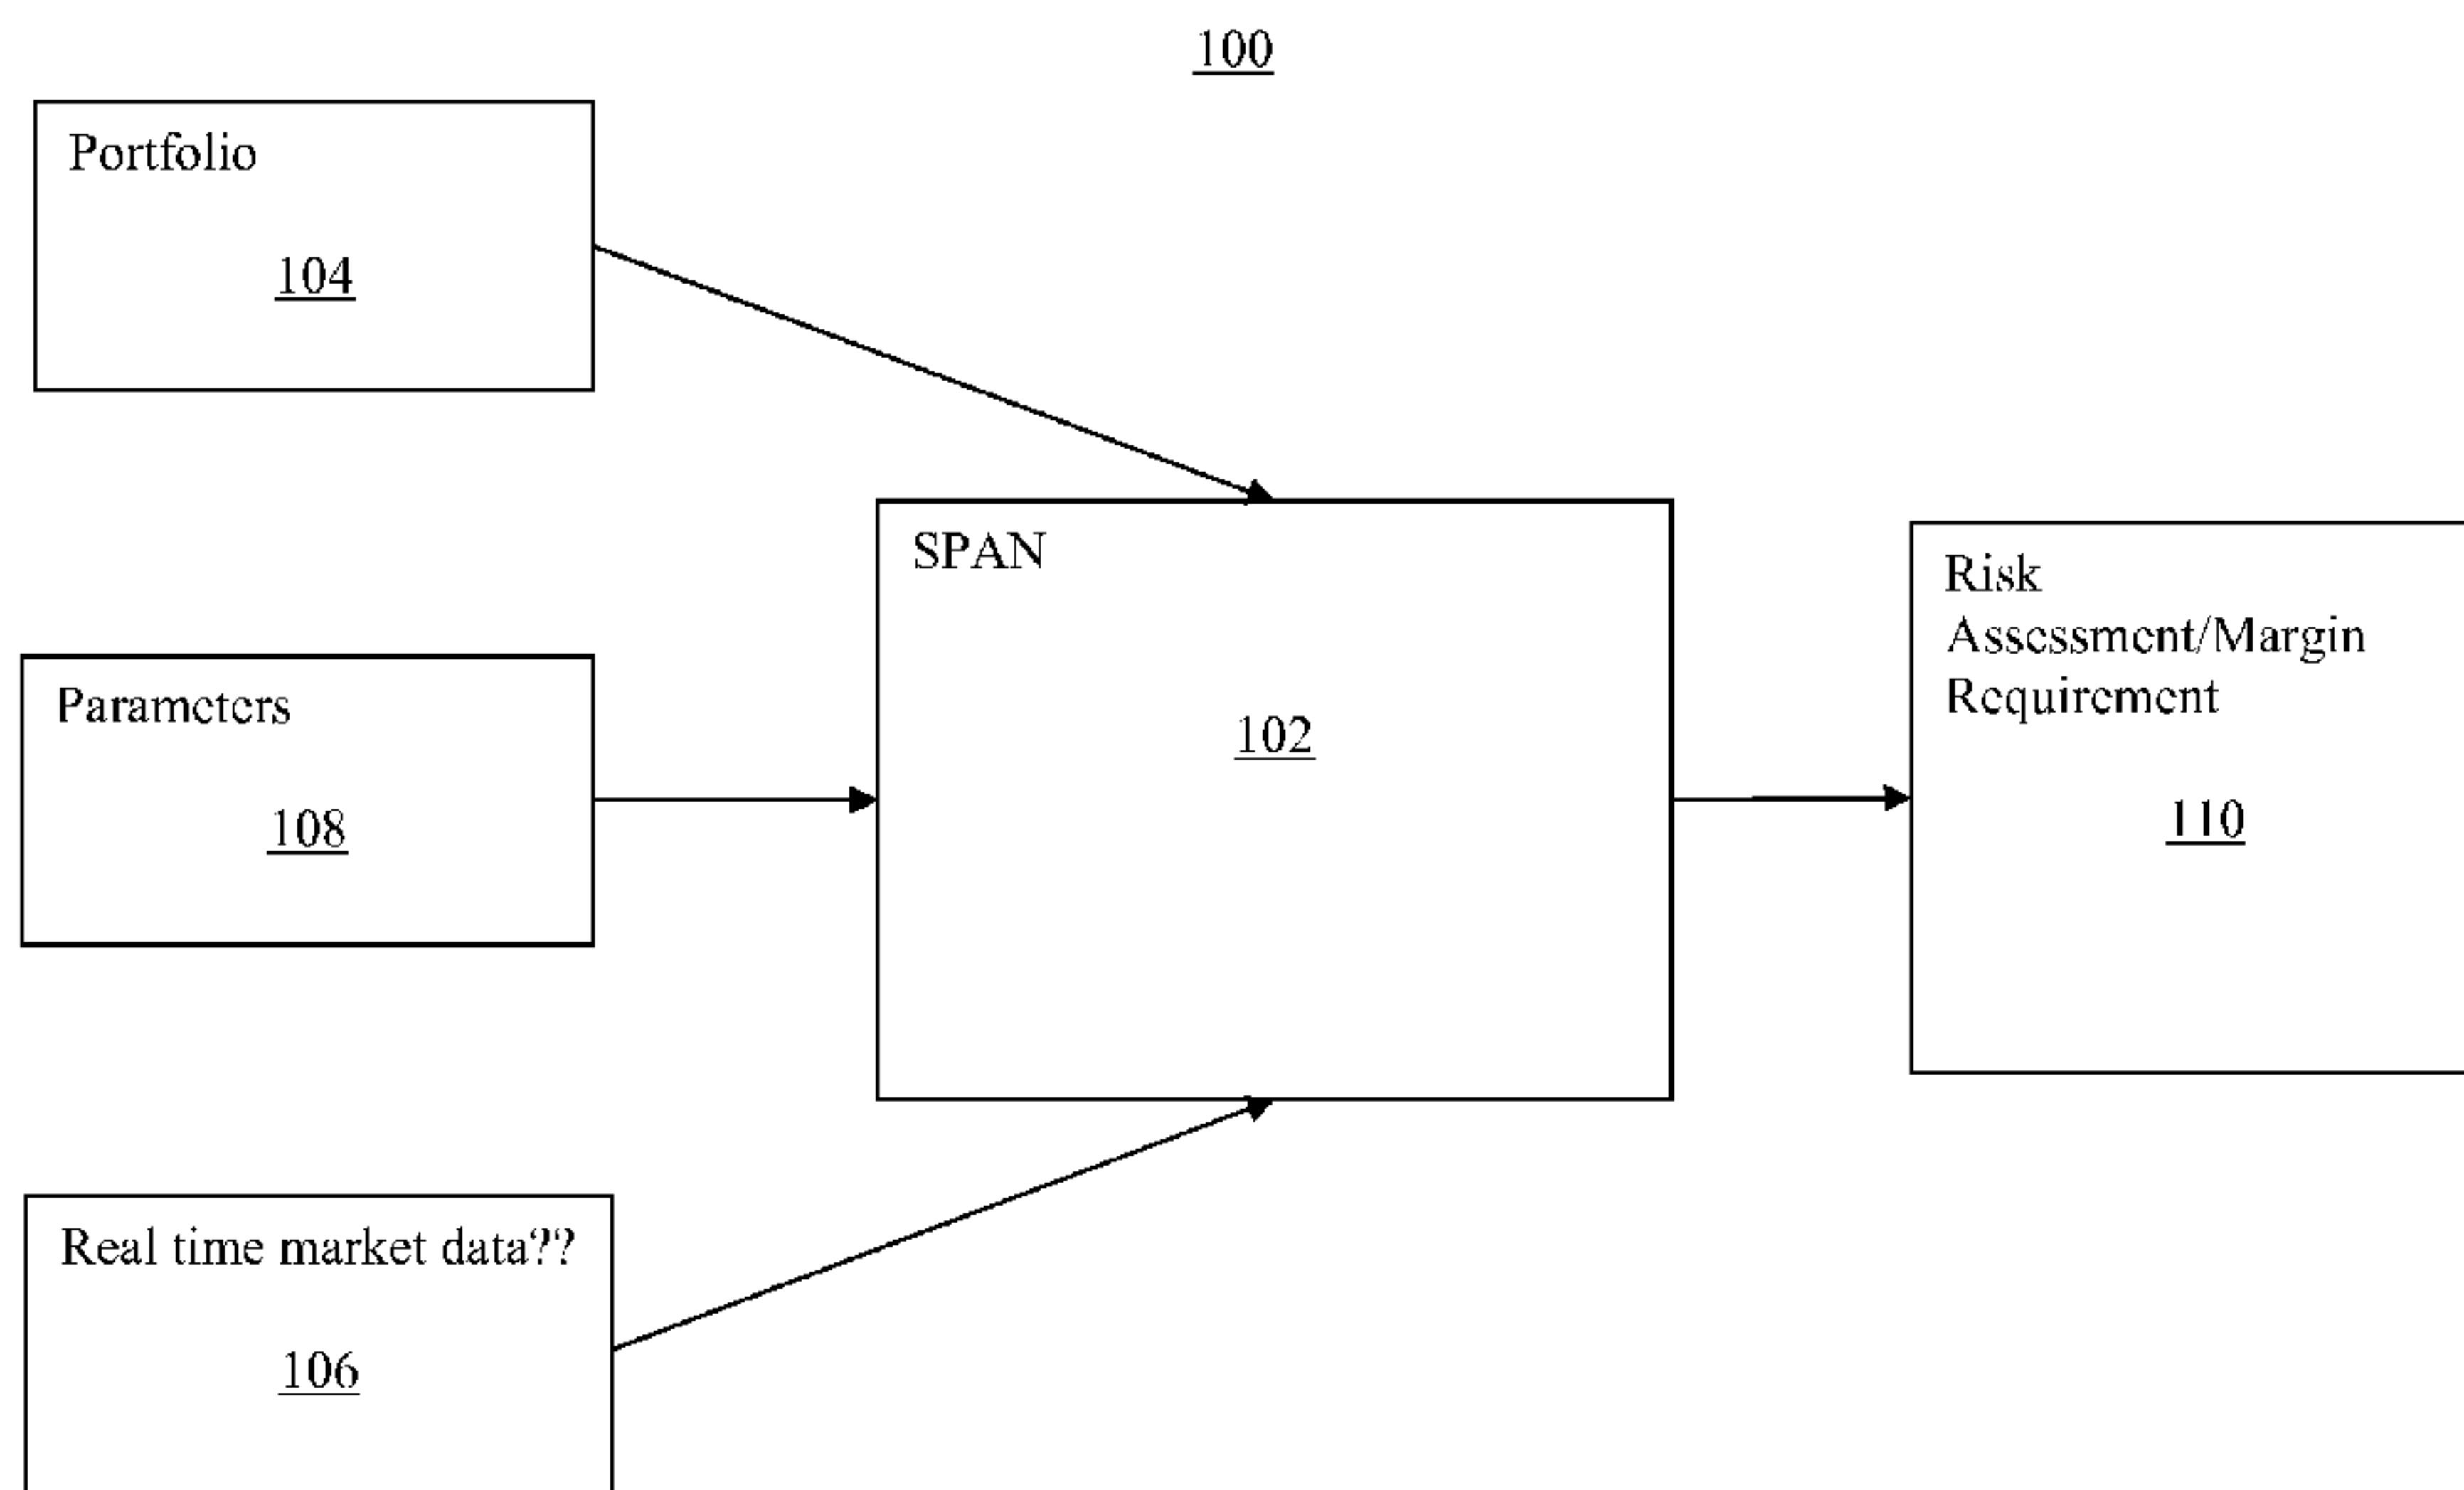 100
Portfolio
104
SPAN
102
Risk
Assessment/Margin
Requirement
110
Parameters
108
Real time market data??
106